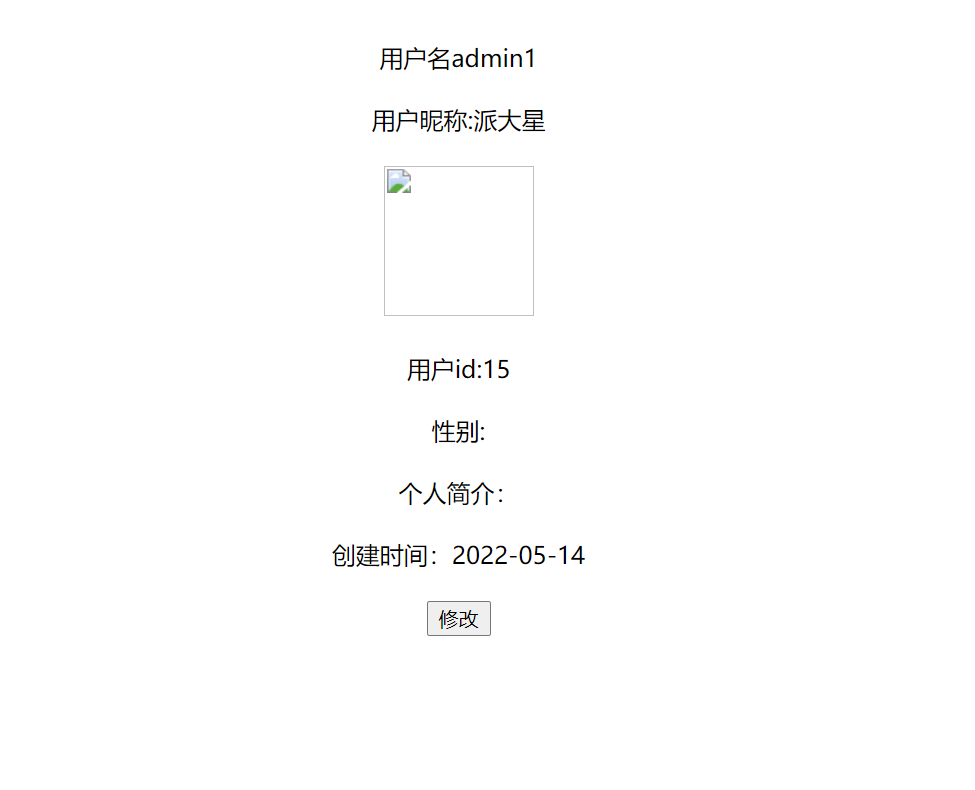 用户名admin1
用户昵称:派大星
用户id:15
性别:
个人简介：
创建时间：2022-05-14
修改